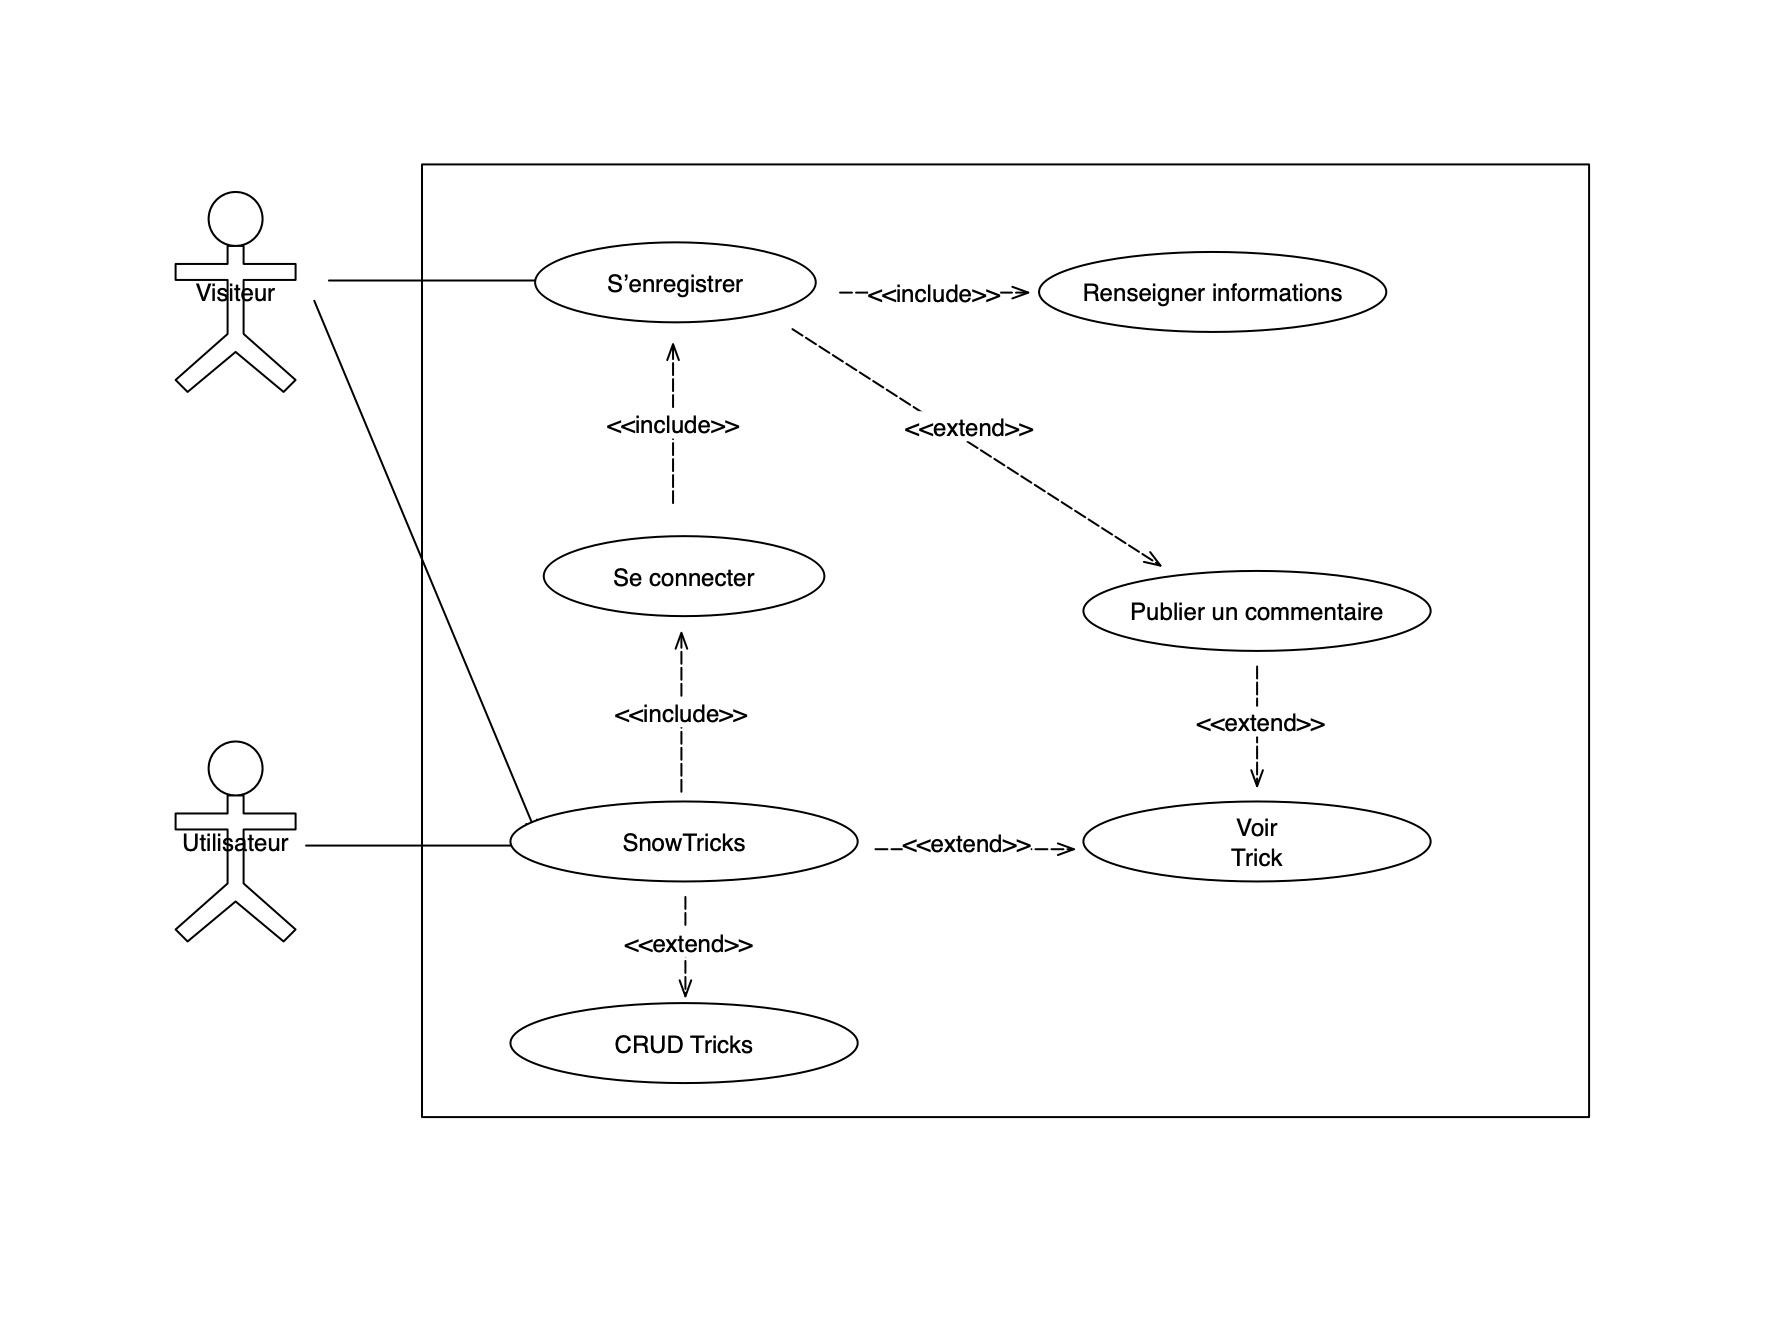 Visiteur
S’enregistrer
<<include>>
Renseigner informations
<<include>>
<<extend>>
Se connecter
Publier un commentaire
<<include>>
<<extend>>
Utilisateur
SnowTricks
<<extend>>
Voir
Trick
<<extend>>
CRUD Tricks